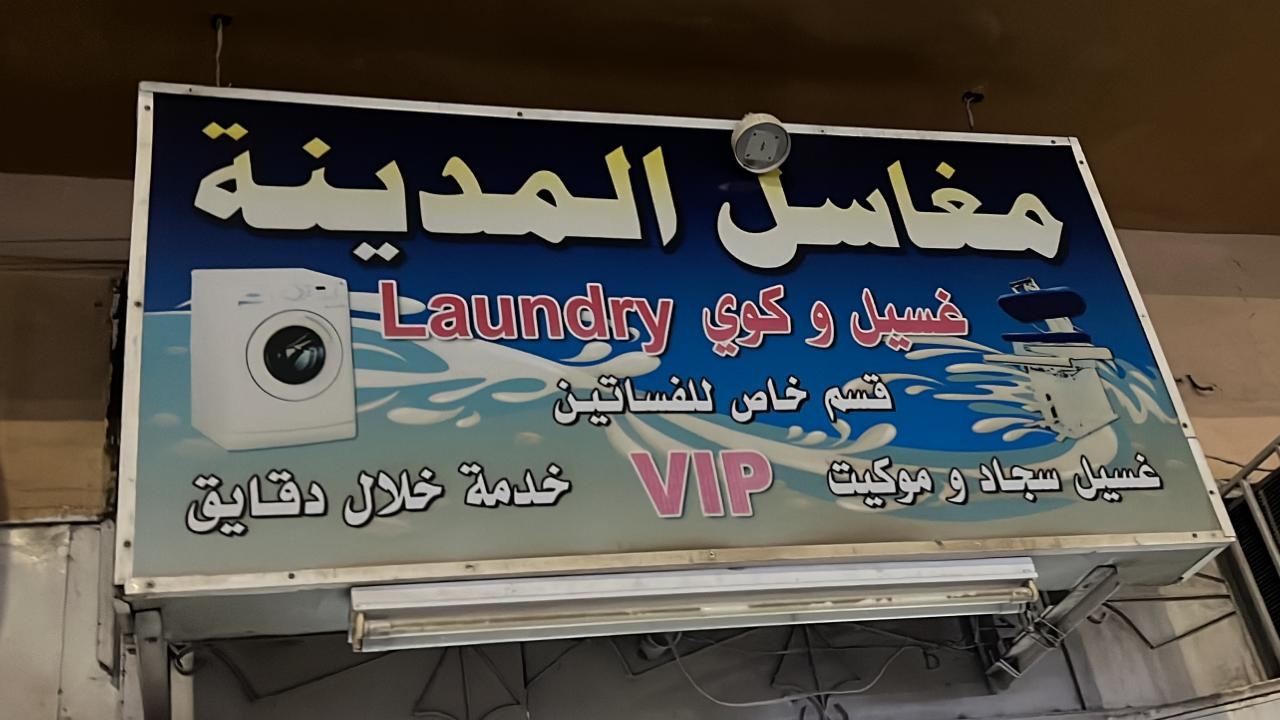 مغاسل المدينة
غسيل و كوي Laundry
قسم خاص للفساتين
غسيل سجاد و موكيت VIP خدمة خلال دقايق